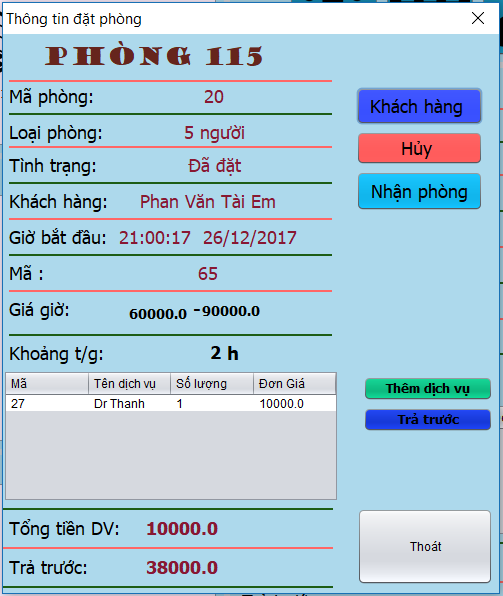 Thông tin đặt phòng
PHÒNG 115
Mã phòng: 20
Khách hàng
Loại phòng: 5 người
Hủy
Tình trạng: Đã đặt
Nhận phòng
Khách hàng: Phan Văn Tài Em
Giờ bắt đầu: 21:00:17 26/12/2017
Mã : 65
Giá giờ: 60000.0 -90000.0
Khoảng t/g: 2 h
Mã Tên dịch vụ Số lượng Đơn Giá
27 Dr Thanh 1 10000.0
Thêm dịch vụ
Trả trước
Tổng tiền DV: 10000.0
Trả trước: 38000.0
Thoát